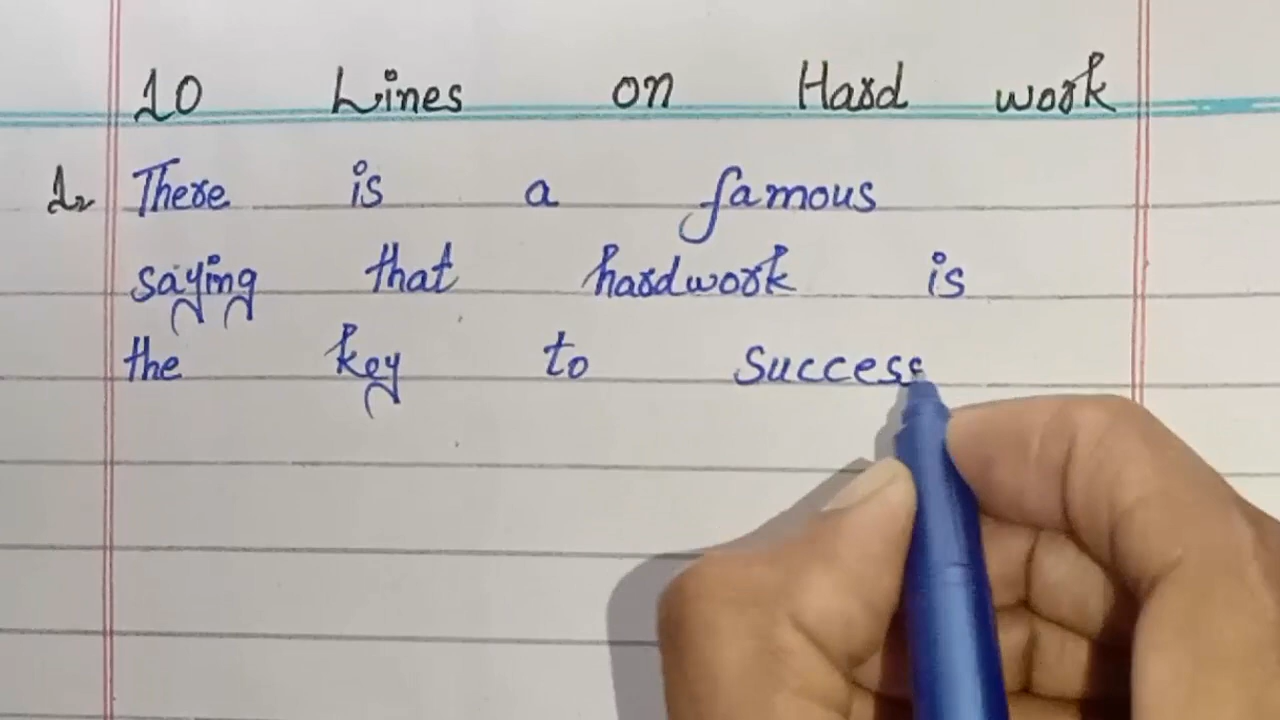 10 Lines on Hard work
1. There is a famous
saying that hardwork is
the key to Success